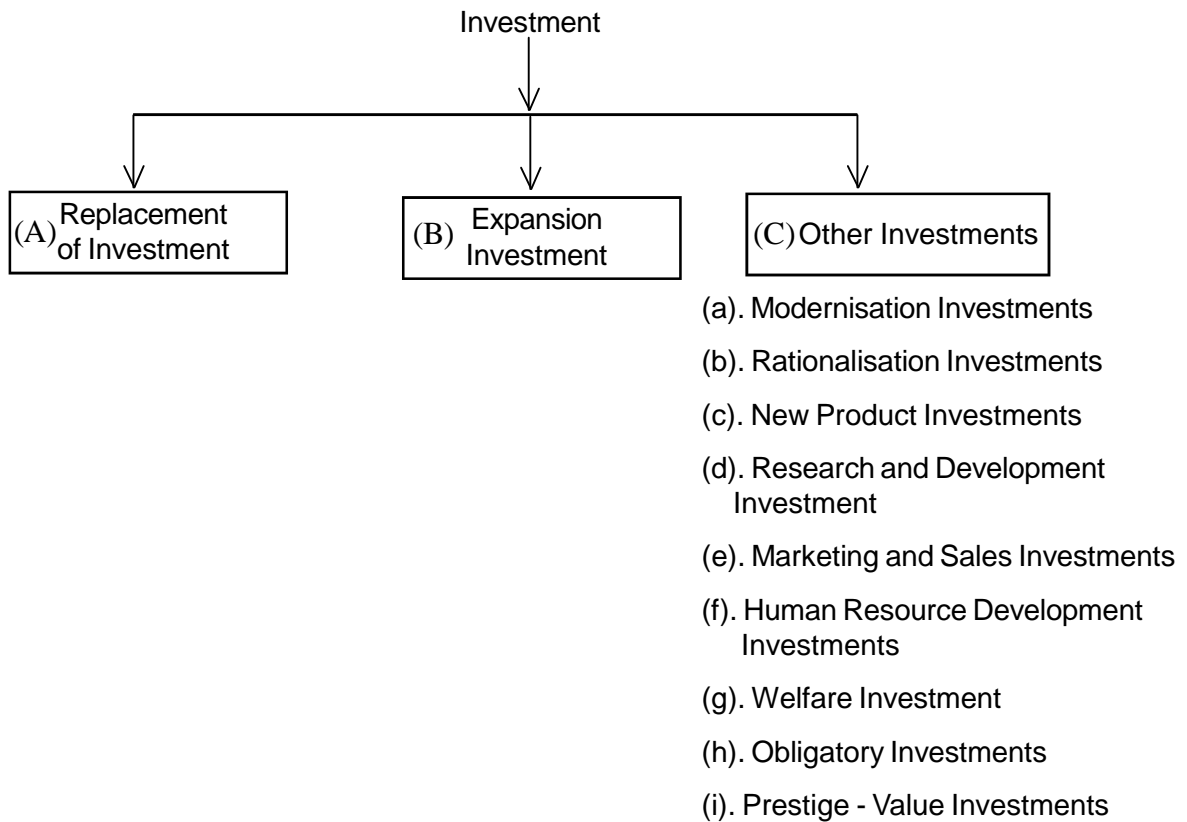 Investment
(A) Replacement
of Investment
(B) Expansion
Investment
(C) Other Investments
(a). Modernisation Investments
(b). Rationalisation Investments
(c). New Product Investments
(d). Research and Development
Investment
(e). Marketing and Sales Investments
(f). Human Resource Development
Investments
(g). Welfare Investment
(h). Obligatory Investments
(i). Prestige - Value Investments